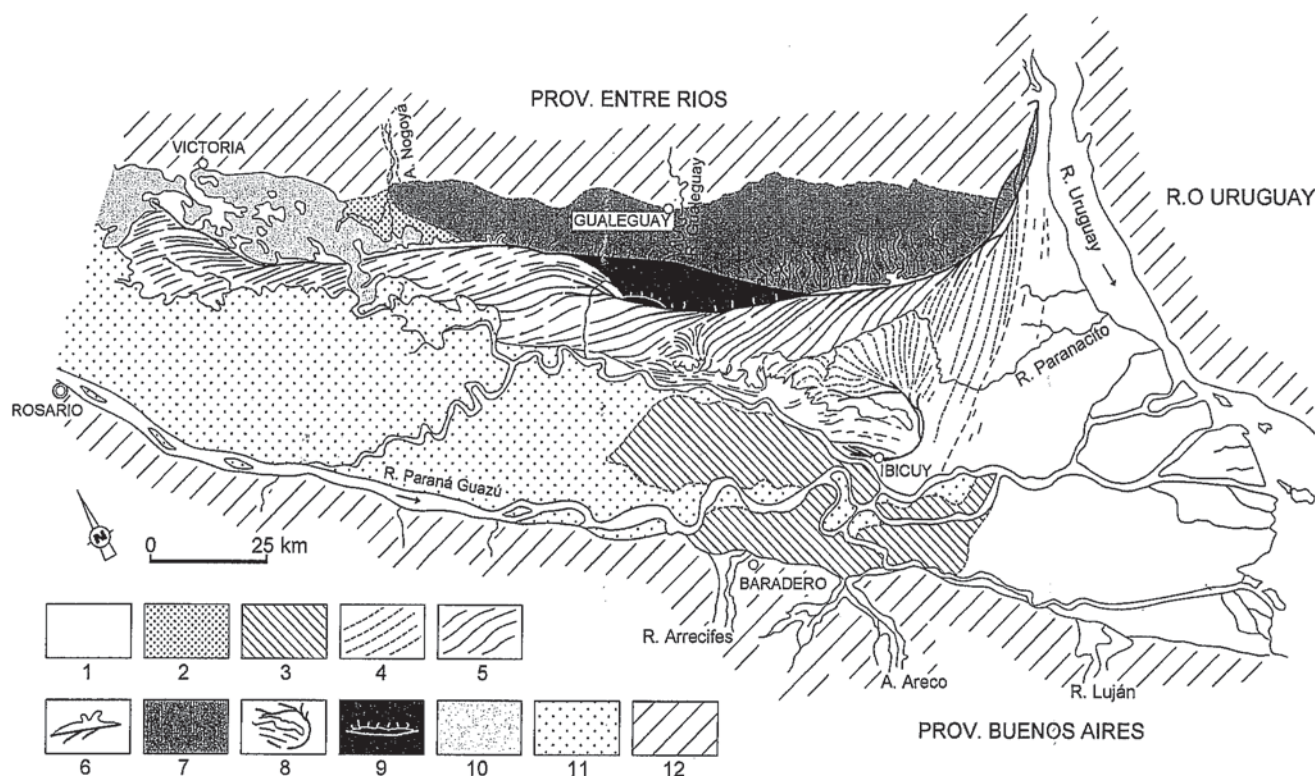 PROV. ENTRE RIOS
VICTORIA
A. Nogoya
GUALEGUAY
R. Gualeguay
R. Uruguay
R.O URUGUAY
R. Paranacito
ROSARIO
R. Paraná Guazú
IBICUY
N
0 25 km
BARADERO
R. Arrecifes
A. Areco
R. Luján
PROV. BUENOS AIRES
1 2 3 4 5
6 7 8 9 10 11 12